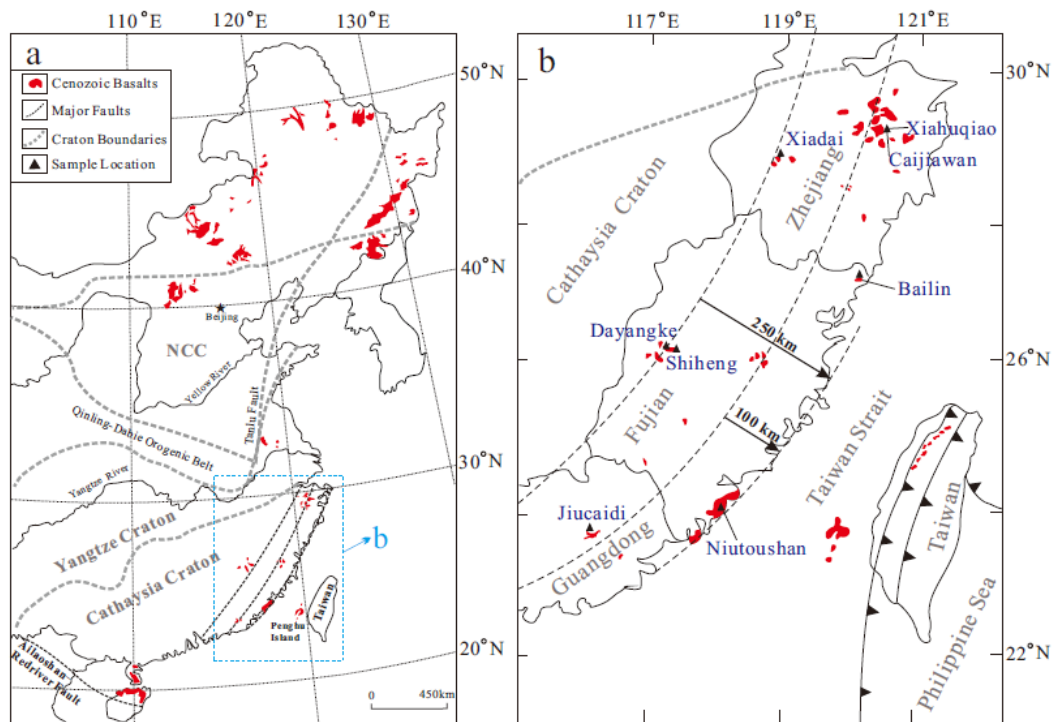 110°E
120°E
130°E
a
Cenozoic Basalts
Major Faults
Craton Boundaries
Sample Location
50°N
40°N
30°N
20°N
Beijing
NCC
Yellow River
Tanlu Fault
Qinling-Dabie Orogenic Belt
Yangtze River
Yangtze Craton
Cathaysia Craton
b
Taiwan
Penghu
Island
Ailaoshan
Redriver Fault
0 450km
117°E
119°E
121°E
b
30°N
26°N
22°N
Xiadai
Xiahuqiao
Caijiawan
Zhejiang
Cathaysia Craton
Bailin
Dayangke
Shiheng
250 km
Fujian
100 km
Taiwan Strait
Jiucaidi
Guangdong
Niutoushan
Taiwan
Philippine Sea